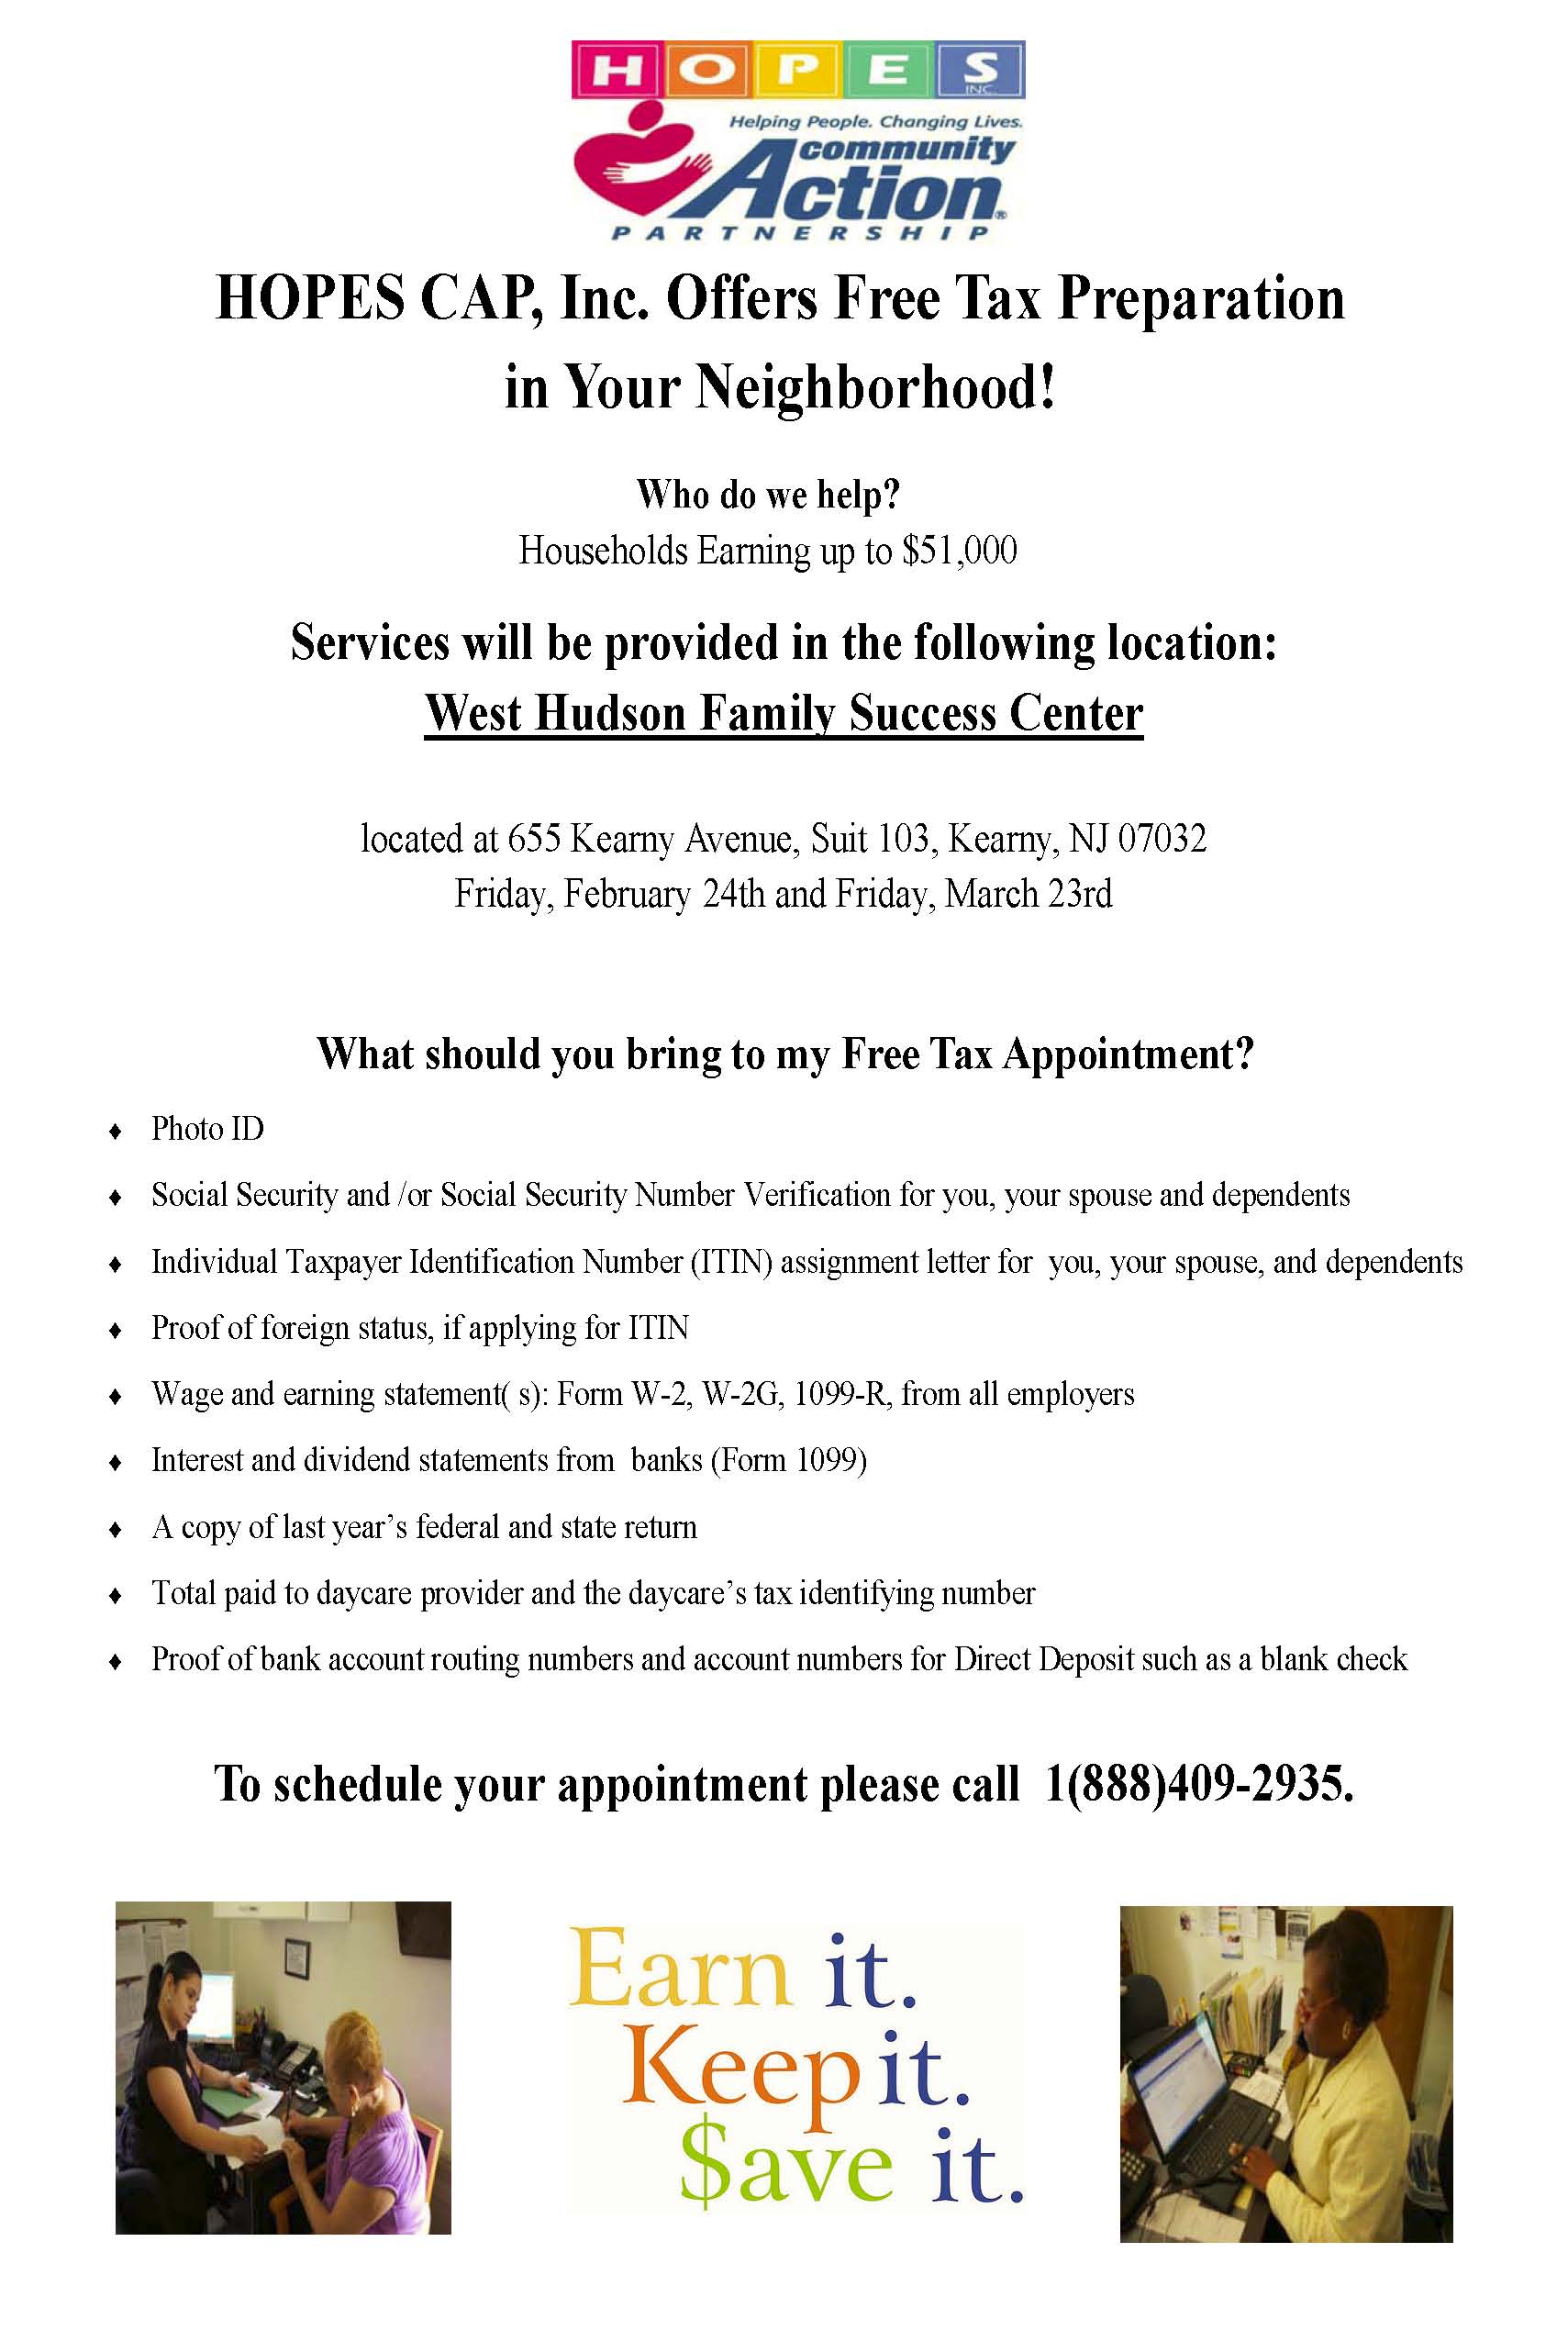 HOPES
INC.
Helping People. Changing Lives.
community
Action®
PARTNERSHIP
HOPES CAP, Inc. Offers Free Tax Preparation
in Your Neighborhood!
Who do we help?
Households Earning up to $51,000
Services will be provided in the following location:
West Hudson Family Success Center
located at 655 Kearny Avenue, Suit 103, Kearny, NJ 07032
Friday, February 24th and Friday, March 23rd
What should you bring to my Free Tax Appointment?
♦ Photo ID
♦ Social Security and /or Social Security Number Verification for you, your spouse and dependents
♦ Individual Taxpayer Identification Number (ITIN) assignment letter for  you, your spouse, and dependents
♦ Proof of foreign status, if applying for ITIN
♦ Wage and earning statement( s): Form W-2, W-2G, 1099-R, from all employers
♦ Interest and dividend statements from  banks (Form 1099)
♦ A copy of last year’s federal and state return
♦ Total paid to daycare provider and the daycare’s tax identifying number
♦ Proof of bank account routing numbers and account numbers for Direct Deposit such as a blank check
To schedule your appointment please call  1(888)409-2935.
Earn it.
Keep it.
$ave it.